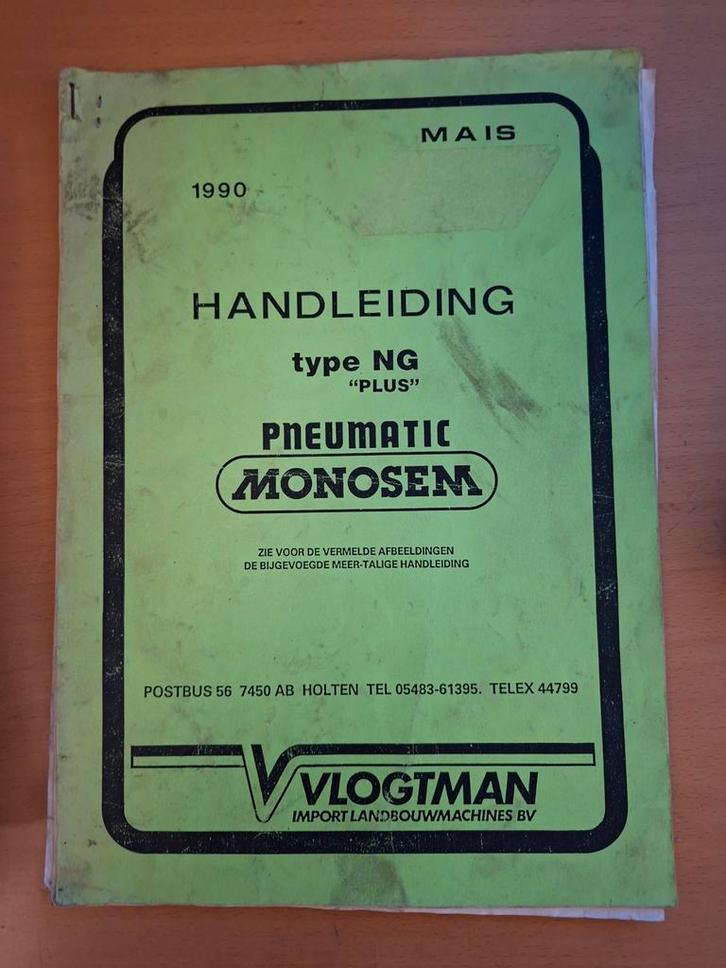 MAIS
1990
HANDLEIDING
type NG
“PLUS”
PNEUMATIC
MONOSEM
ZIE VOOR DE VERMELDE AFBEELDINGEN
DE BIJGEVOEGDE MEER-TALIGE HANDLEIDING
POSTBUS 56 7450 AB HOLTEN TEL 05483-61395. TELEX 44799
VLOGTMAN
IMPORT LANDBOUWMACHINES BV